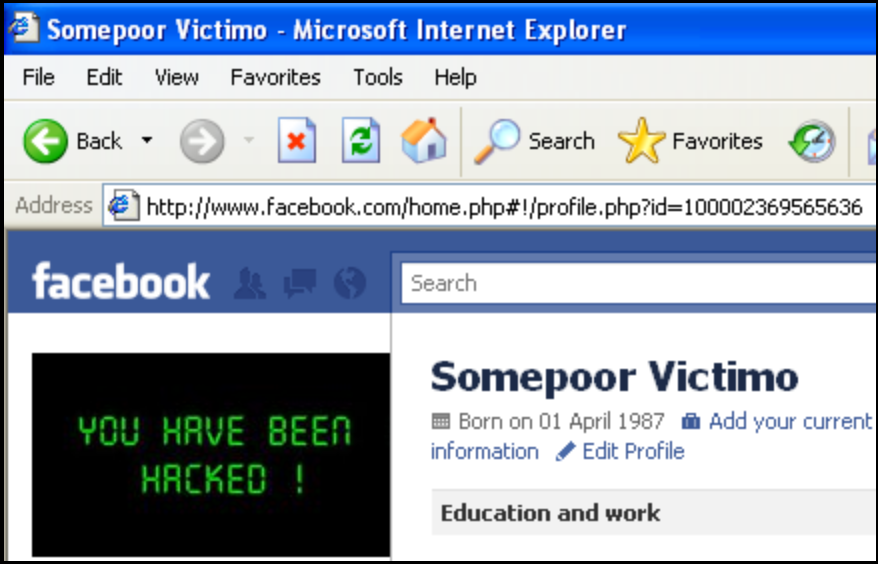 Somepoor Victimo - Microsoft Internet Explorer
File Edit View Favorites Tools Help
Back Search Favorites
Address http://www.facebook.com/home.php#!/profile.php?id=100002369565636
facebook Search
YOU HAVE BEEN
HACKED !
Somepoor Victimo
Born on 01 April 1987 Add your current
information Edit Profile
Education and work